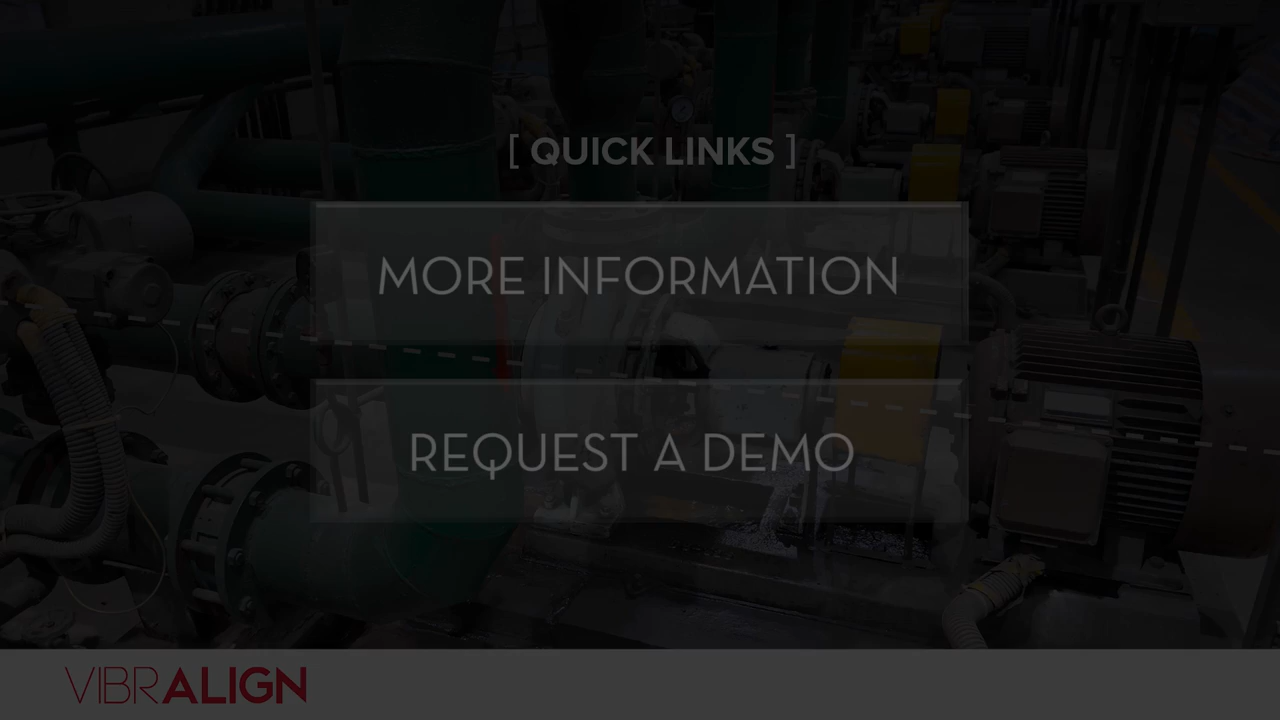 [ QUICK LINKS ]
MORE INFORMATION
REQUEST A DEMO
VIBRALIGN